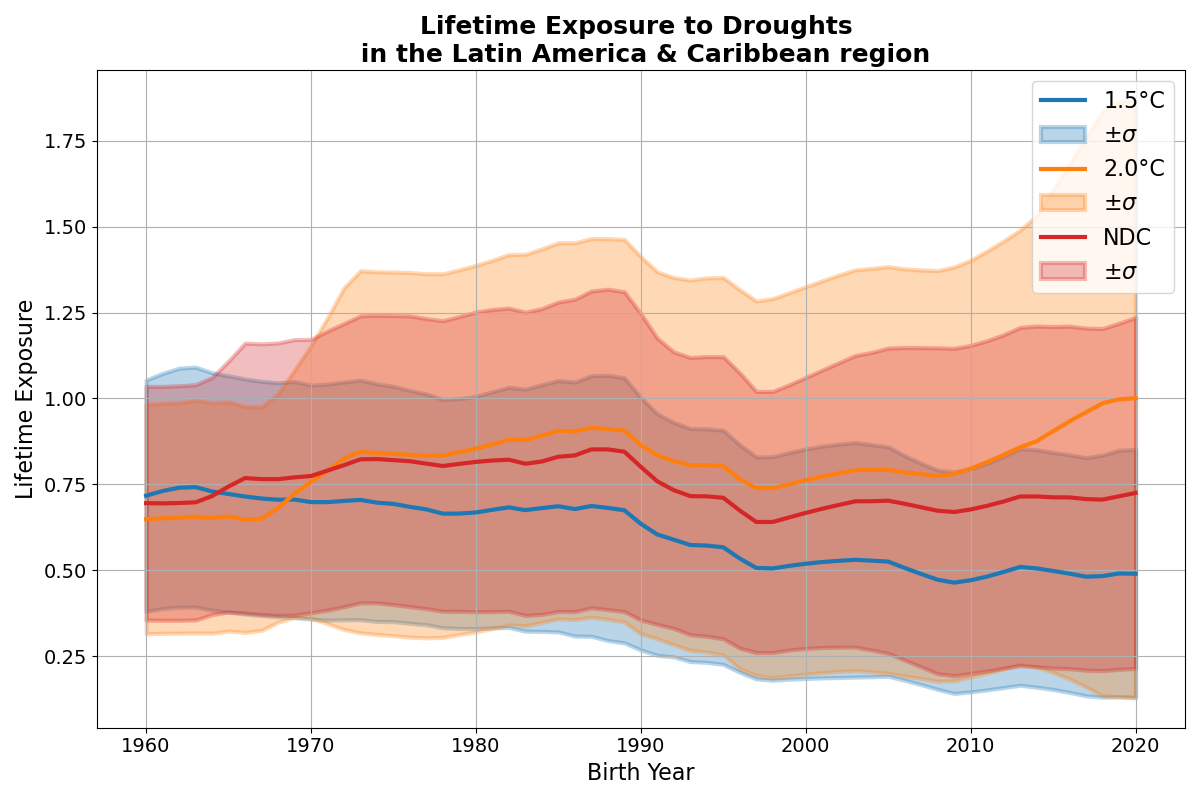 Lifetime Exposure to Droughts
in the Latin America & Caribbean region
1.5°C
±σ
2.0°C
±σ
NDC
±σ
Lifetime Exposure
1.75
1.50
1.25
1.00
0.75
0.50
0.25
1960
1970
1980
1990
2000
2010
2020
Birth Year